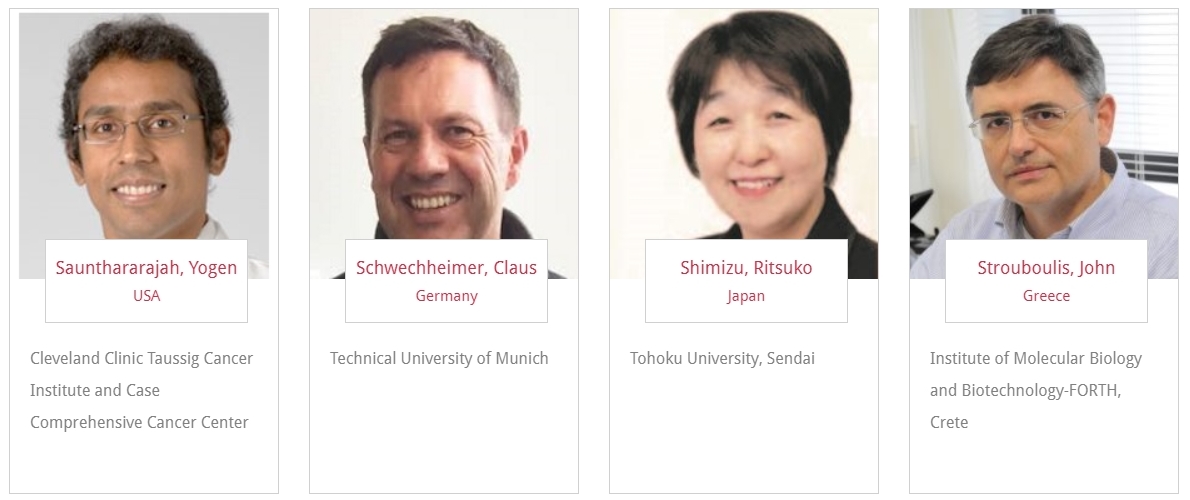 Saunthararajah, Yogen
USA
Cleveland Clinic Taussig Cancer
Institute and Case
Comprehensive Cancer Center
Schwechheimer, Claus
Germany
Technical University of Munich
Shimizu, Ritsuko
Japan
Tohoku University, Sendai
Strouboulis, John
Greece
Institute of Molecular Biology
and Biotechnology-FORTH,
Crete